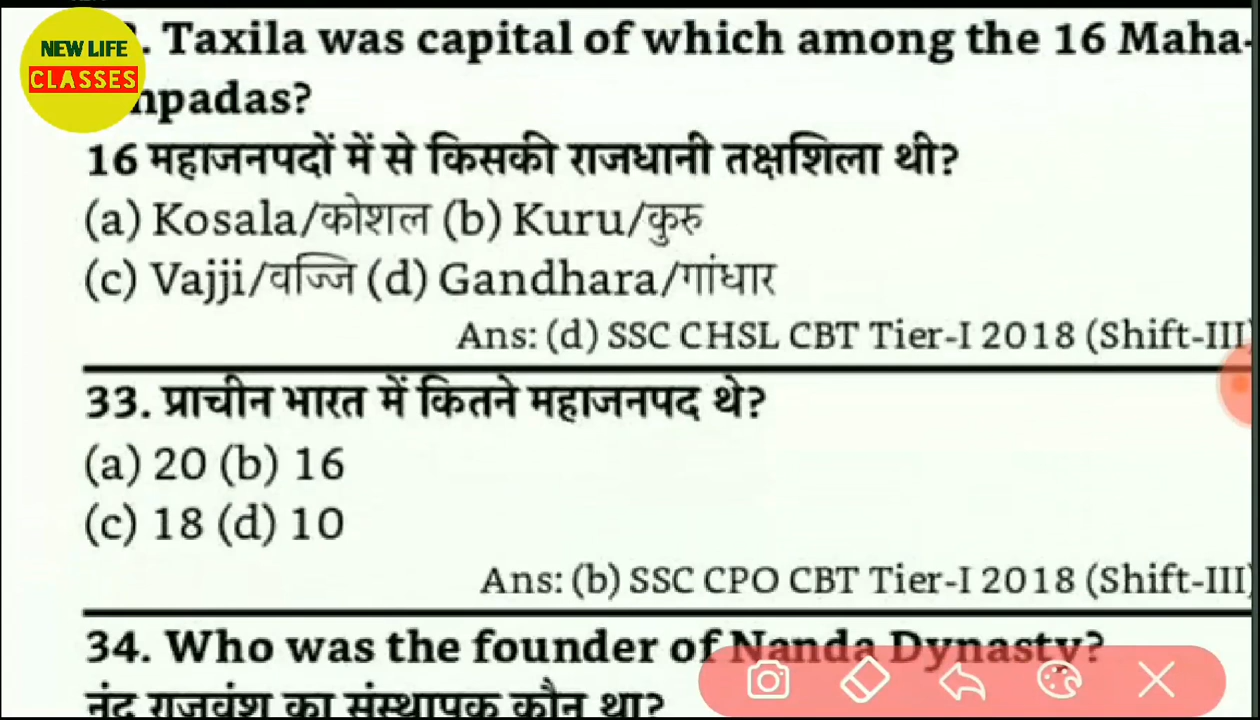 NEW LIFE
CLASSES
. Taxila was capital of which among the 16 Maha-
npadas?
16 महाजनपदों में से किसकी राजधानी तक्षशिला थी?
(a) Kosala/कोशल (b) Kuru/कुरु
(c) Vajji/वज्जि (d) Gandhara/गांधार
Ans: (d) SSC CHSL CBT Tier-I 2018 (Shift-III)
33. प्राचीन भारत में कितने महाजनपद थे?
(a) 20 (b) 16
(c) 18 (d) 10
Ans: (b) SSC CPO CBT Tier-I 2018 (Shift-III)
34. Who was the founder of Nanda Dynasty?
नंद राजवंश का संस्थापक कौन था?